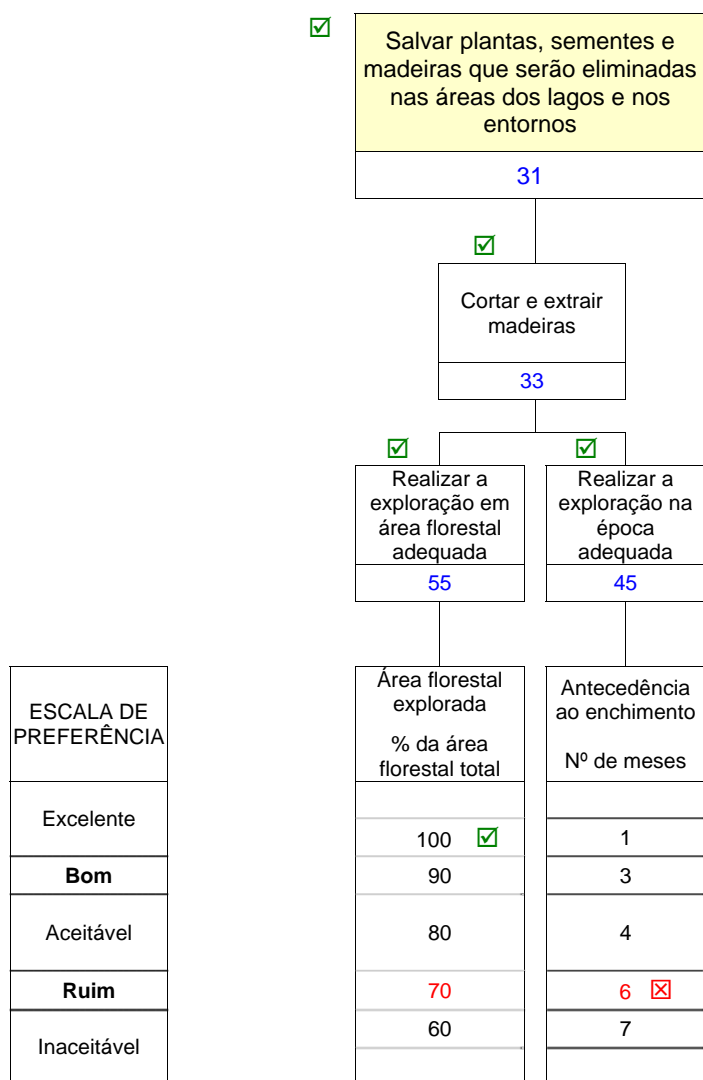 Salvar plantas, sementes e
madeiras que serão eliminadas
nas áreas dos lagos e nos
entornos
31
Cortar e extrair
madeiras
33
Realizar a
exploração em
área florestal
adequada
55
Realizar a
exploração na
época
adequada
45
ESCALA DE
PREFERÊNCIA
Área florestal
explorada
% da área
florestal total
Antecedência
ao enchimento
Nº de meses
Excelente
100
1
Bom
90
3
Aceitável
80
4
Ruim
70
6
Inaceitável
60
7